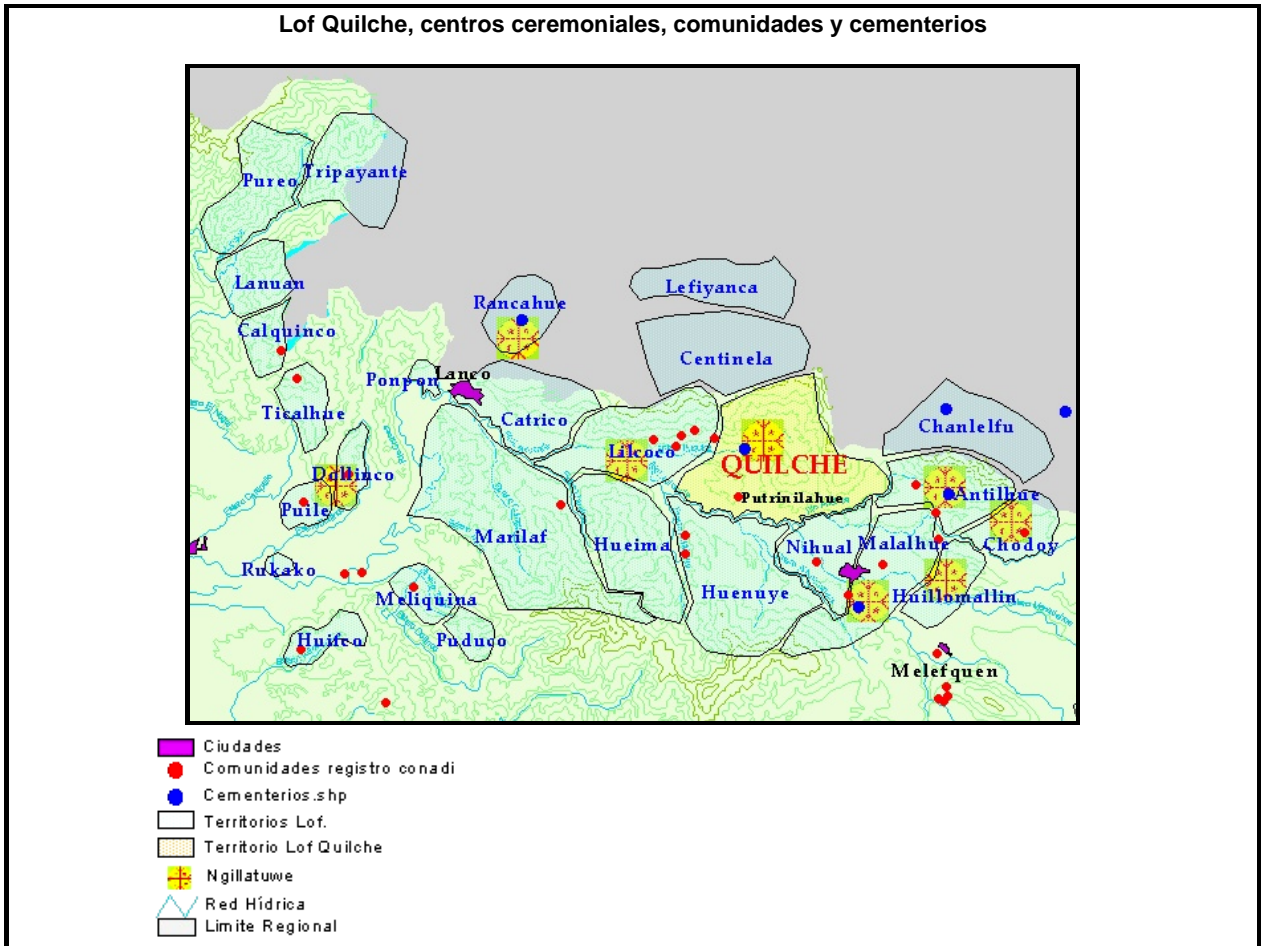 Lof Quilche, centros ceremoniales, comunidades y cementerios
Pureo
Tripayante
Lanuan
Calquinco
Rancahue
Lefiyanca
Centinela
Ponpon
Lanco
Ticalhue
Catrico
Lilcoco
QUILCHE
Putrinilahue
Chanlelfu
Dollinco
Puile
Antilhue
Marilaf
Hueima
Nihual
Malalhue
Chodoy
Rukako
Meliquina
Huenuye
Huillomallin
Huifco
Puduco
Melefquen
Ciudades
Comunidades registro conadi
Cementerios.shp
Territorios Lof.
Territorio Lof Quilche
Ngillatuwe
Red Hídrica
Limite Regional